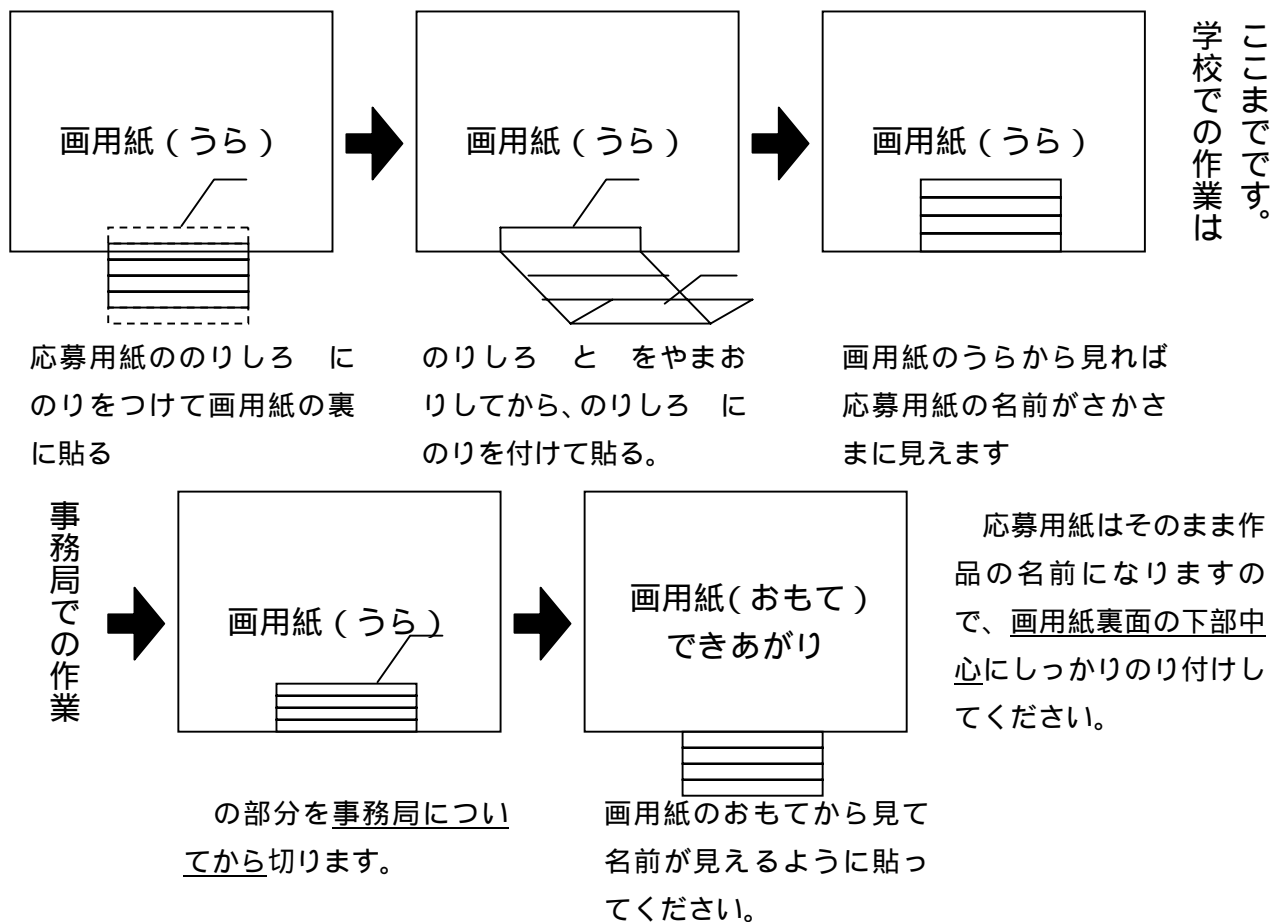 画用紙（うら）
画用紙（うら）
画用紙（うら）
学校での作業は
ここまでです。
応募用紙ののりしろ　に
のりをつけて画用紙の裏
に貼る
のりしろ　と　をやまお
りしてから、のりしろ　に
のりを付けて貼る。
画用紙のうらから見れば
応募用紙の名前がさかさ
まに見えます
事務局での作業
画用紙（うら）
画用紙（おもて）
できあがり
応募用紙はそのまま作
品の名前になりますの
で、画用紙裏面の下部中
心にしっかりのり付けし
てください。
の部分を事務局につい
てから切ります。
画用紙のおもてから見て
名前が見えるように貼っ
てください。